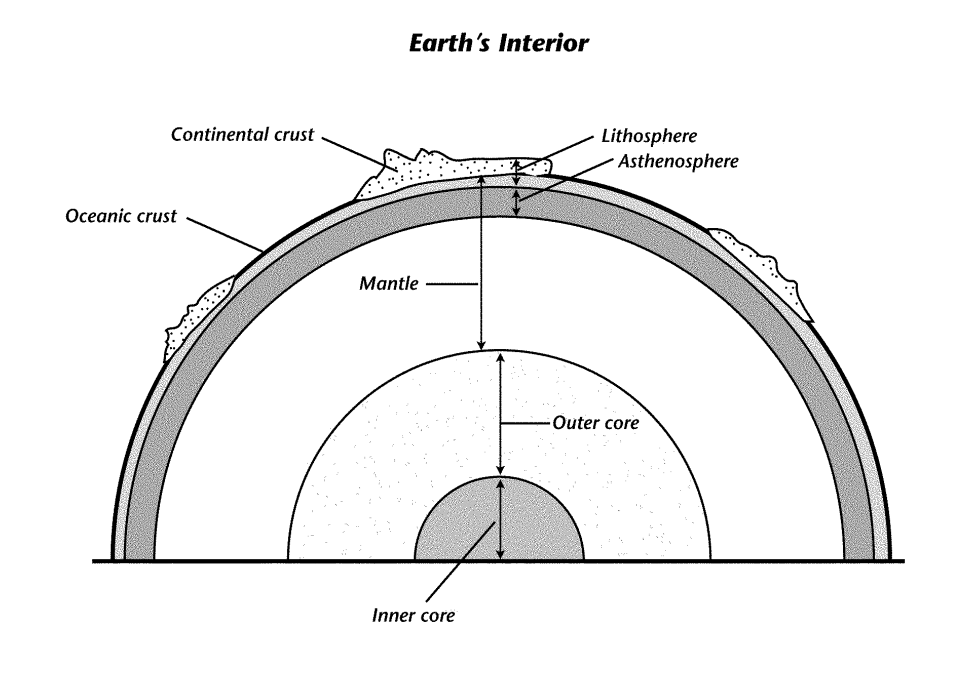 Earth's Interior
Continental crust
Lithosphere
Asthenosphere
Oceanic crust
Mantle
Outer core
Inner core